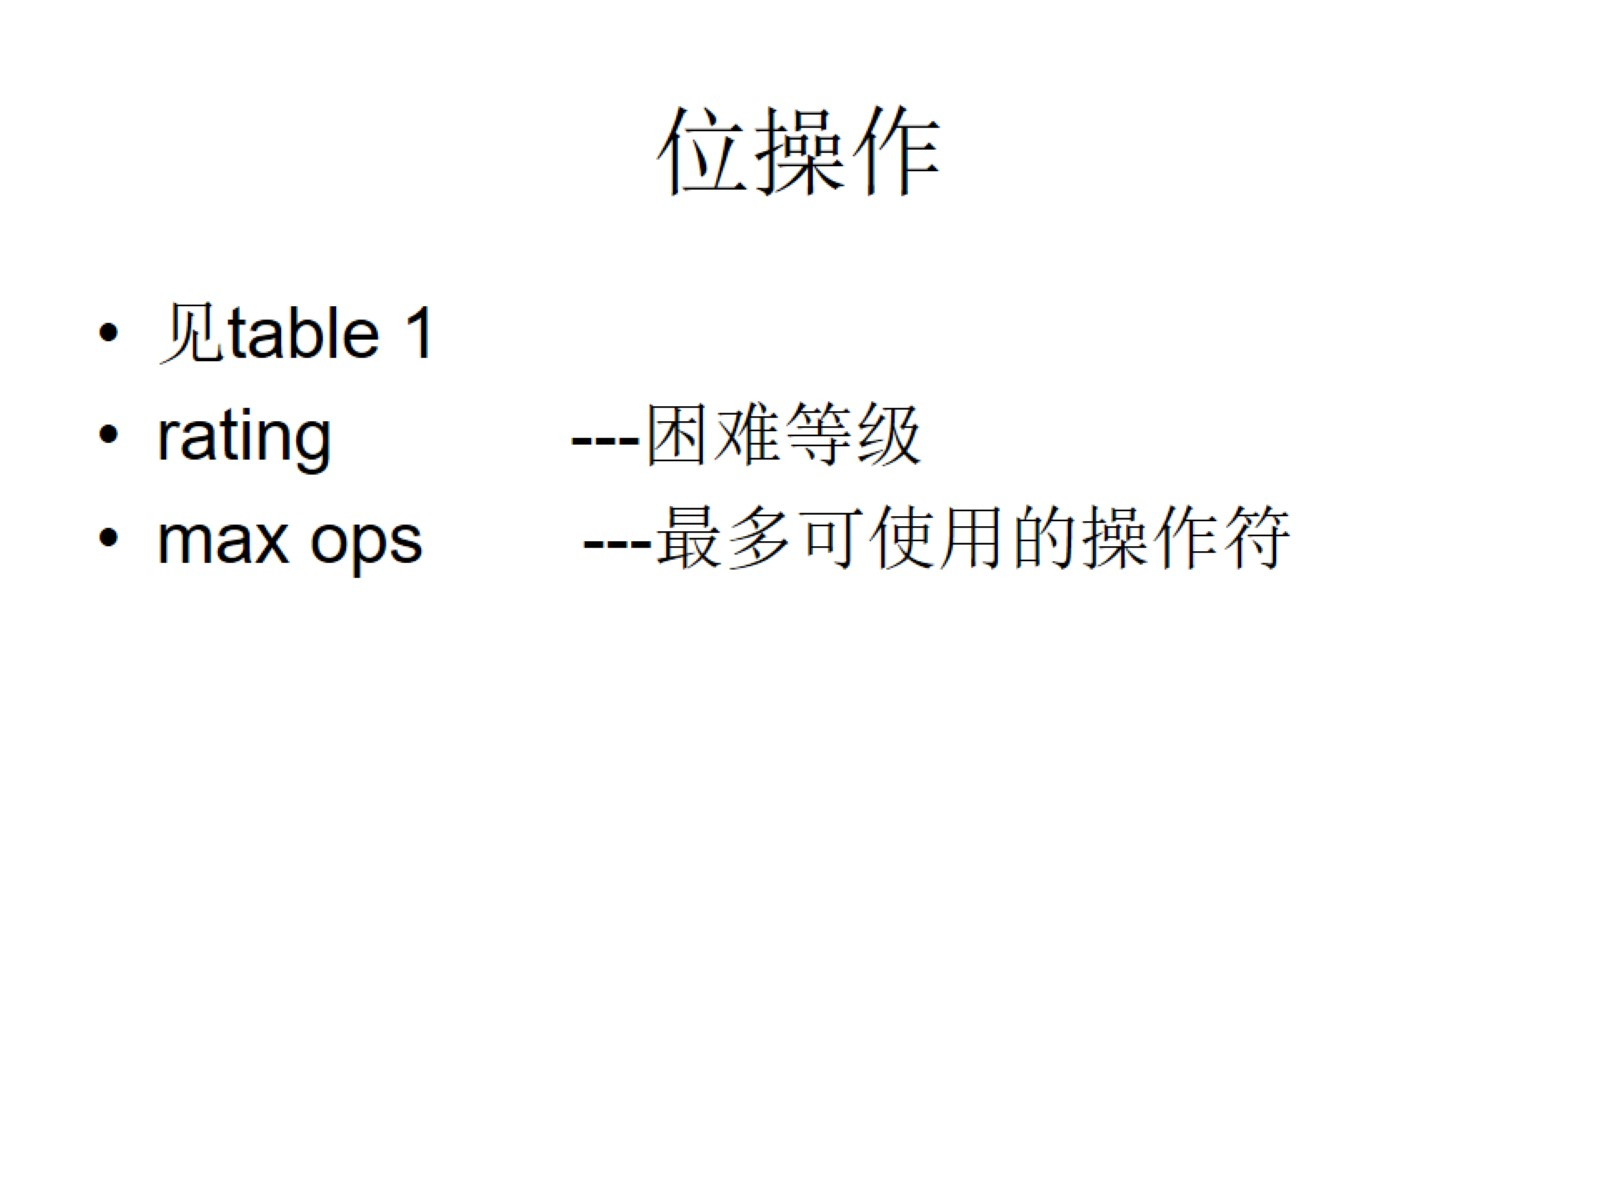 位操作
• 见table 1
• rating ---困难等级
• max ops ---最多可使用的操作符